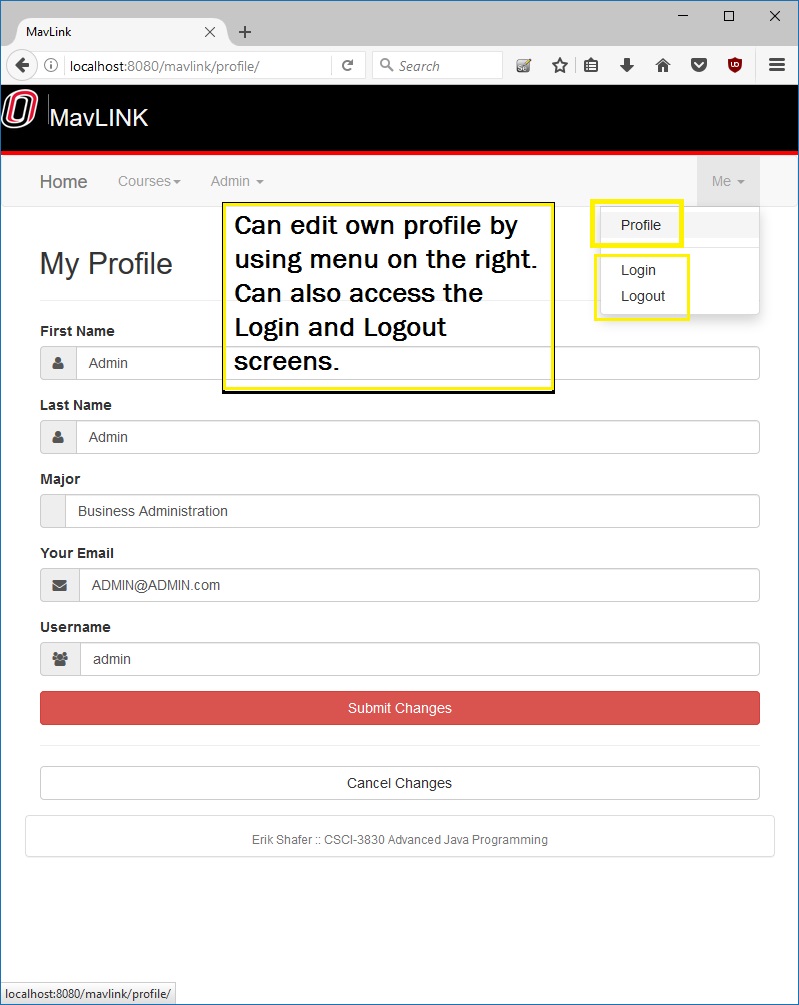 MavLink
localhost:8080/mavlink/profile/
Search
MavLINK
Home Courses Admin Me
Can edit own profile by
using menu on the right.
Can also access the
Login and Logout
screens.
Profile
Login
Logout
My Profile
First Name
Admin
Last Name
Admin
Major
Business Administration
Your Email
ADMIN@ADMIN.com
Username
admin
Submit Changes
Cancel Changes
Erik Shafer :: CSCI-3830 Advanced Java Programming
localhost:8080/mavlink/profile/